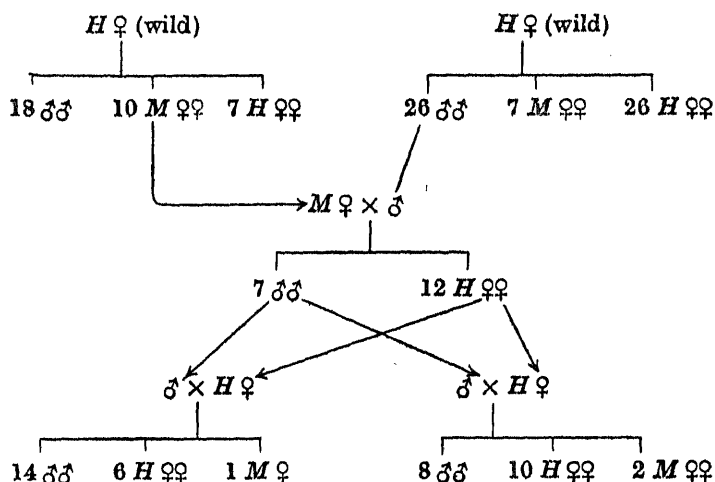 H ♀ (wild) H ♀ (wild)
18 ♂♂ 10 M ♀♀ 7 H ♀♀ 26 ♂♂ 7 M ♀♀ 26 H ♀♀
M ♀ × ♂
7 ♂♂ 12 H ♀♀
♂ × H ♀ ♂ × H ♀
14 ♂♂ 6 H ♀♀ 1 M ♀ 8 ♂♂ 10 H ♀♀ 2 M ♀♀